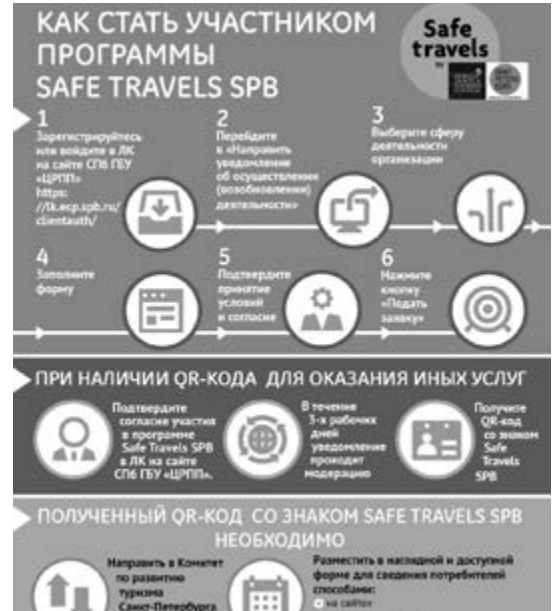 КАК СТАТЬ УЧАСТНИКОМ
ПРОГРАММЫ
SAFE TRAVELS SPB
Safe
travels
by
1
Зарегистрируйтесь
или войдите в ЛК
на сайте СПб ГБУ
«ЦРПП»
https:
//lk.ecp.spb.ru/
clientauth/
2
Перейдите
в «Направить
уведомление
об осуществлении
(возобновлении)
деятельности»
3
Выберите сферу
деятельности
организации
4
Заполните
форму
5
Подтвердите
принятие
условий
и согласие
6
Нажмите
кнопку
«Подать
заявку»
ПРИ НАЛИЧИИ QR-КОДА ДЛЯ ОКАЗАНИЯ ИНЫХ УСЛУГ
Подтвердите
согласие участия
в программе
Safe Travels SPB
в ЛК на сайте
СПб ГБУ «ЦРПП».
В течение
3-х рабочих
дней
уведомление
проходит
модерацию
Получите
QR-код
со знаком
Safe
Travels
SPB
ПОЛУЧЕННЫЙ QR-КОД СО ЗНАКОМ SAFE TRAVELS SPB
НЕОБХОДИМО
Направить в Комитет
по развитию
туризма
Санкт-Петербурга
Разместить в наглядной и доступной
форме для сведения потребителей
способами:
на сайтах